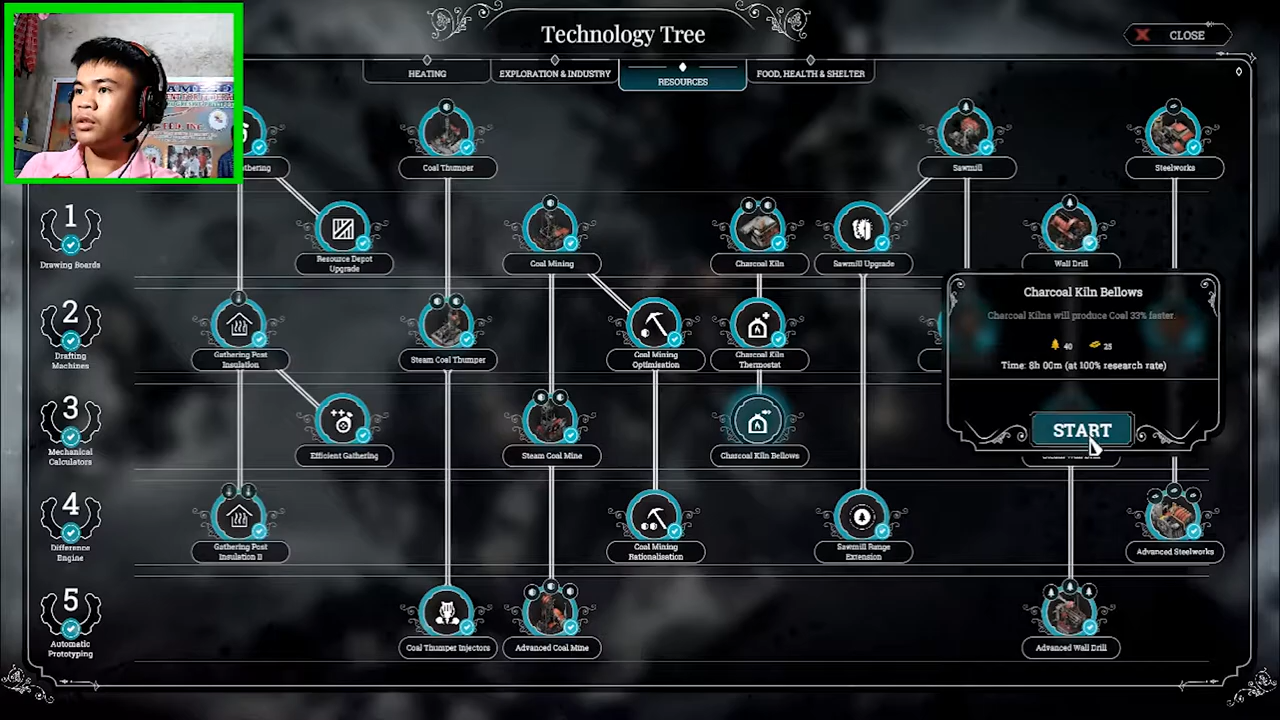 Technology Tree
CLOSE
HEATING
EXPLORATION & INDUSTRY
RESOURCES
FOOD, HEALTH & SHELTER
Coal Thumper
Sawmill
Steelworks
1
Drawing Boards
Resource Depot
Upgrade
Coal Mining
Charcoal Kiln
Sawmill Upgrade
Wall Drill
Charcoal Kiln Bellows
Charcoal Kilns will produce Coal 33% faster.
40 25
Time: 8h 00m (at 100% research rate)
START
2
Drafting
Machines
Gathering Post
Insulation
Steam Coal Thumper
Coal Mining
Optimisation
Charcoal Kiln
Thermostat
3
Mechanical
Calculators
Efficient Gathering
Steam Coal Mine
Charcoal Kiln Bellows
4
Difference
Engine
Gathering Post
Insulation II
Coal Mining
Rationalisation
Sawmill Range
Extension
Advanced Steelworks
5
Automatic
Prototyping
Coal Thumper Injectors
Advanced Coal Mine
Advanced Wall Drill